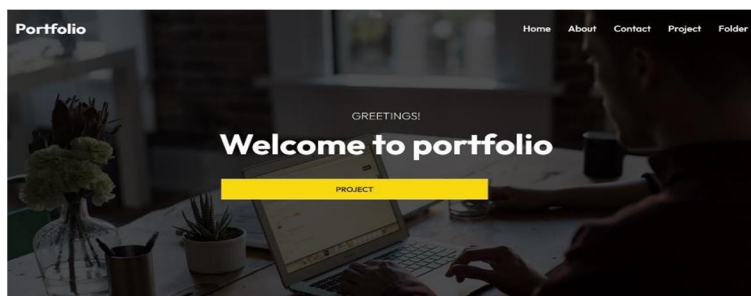 Portfolio
Home About Contact Project Folder
GREETINGS!
Welcome to portfolio
PROJECT